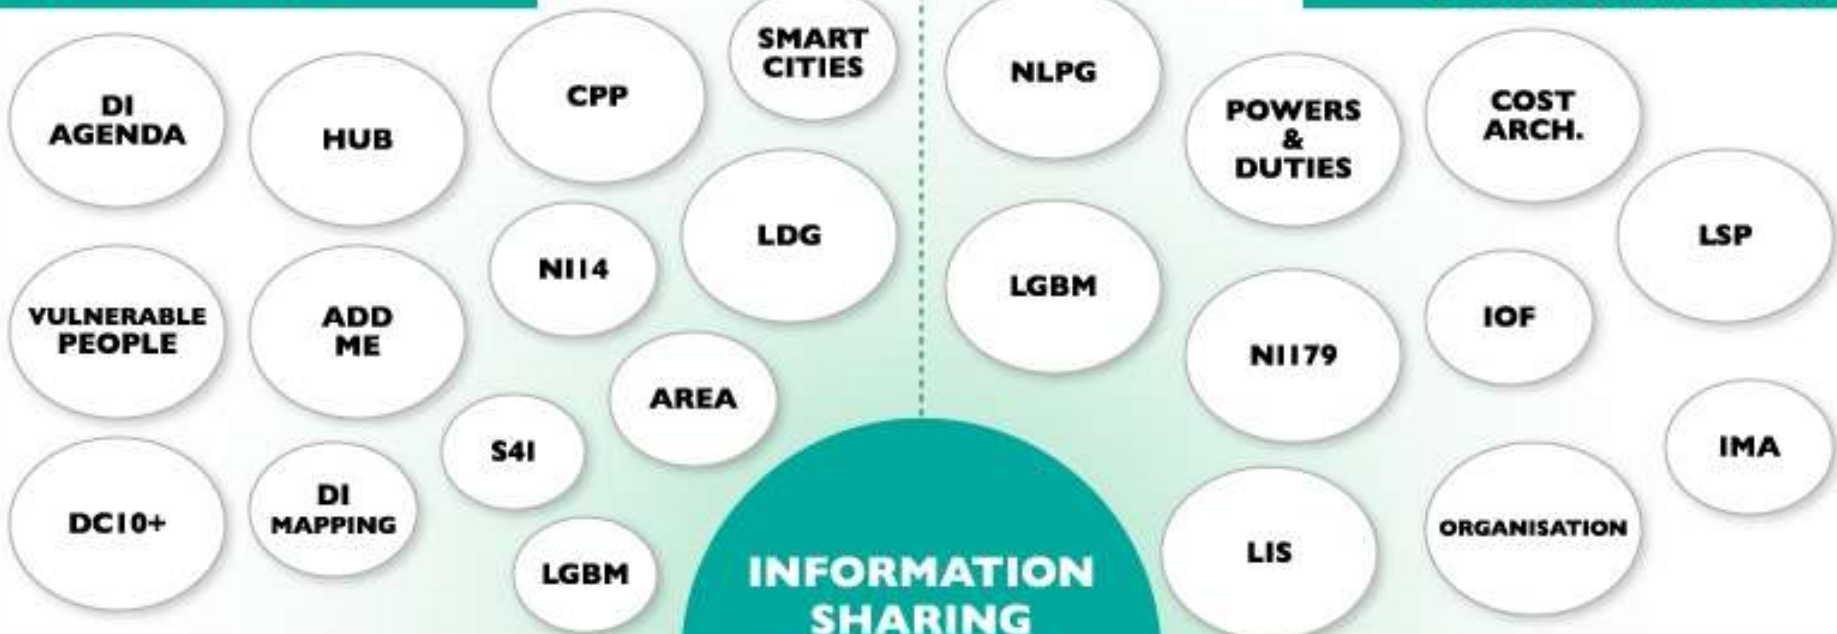 DI
AGENDA
HUB
CPP
SMART
CITIES
VULNERABLE
PEOPLE
ADD
ME
NI14
LDG
AREA
DC10+
DI
MAPPING
S4I
LGBM
NLPG
POWERS
&
DUTIES
COST
ARCH.
LSP
LGBM
NI179
IOF
IMA
LIS
ORGANISATION
INFORMATION
SHARING